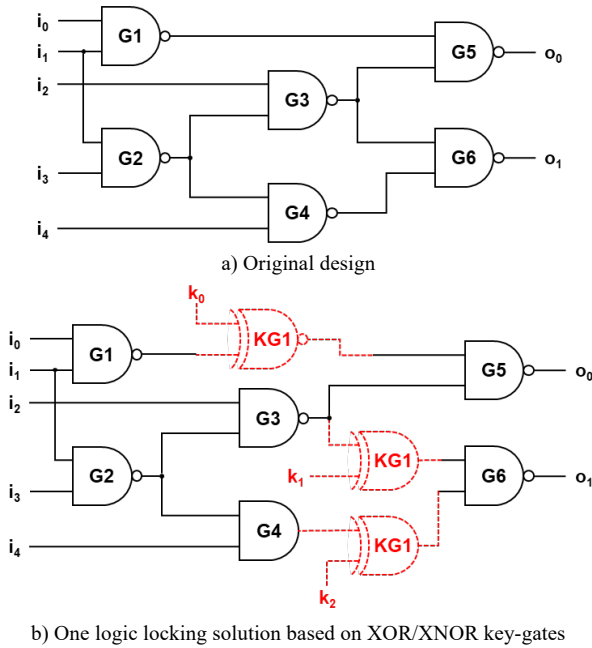 i0
G1
G5
o0
i1
i2
G3
G2
G6
o1
i3
G4
i4
a) Original design
k0
KG1
i0
G1
G5
o0
i1
i2
G3
KG1
G2
k1
G6
o1
i3
G4
KG1
i4
k2
b) One logic locking solution based on XOR/XNOR key-gates